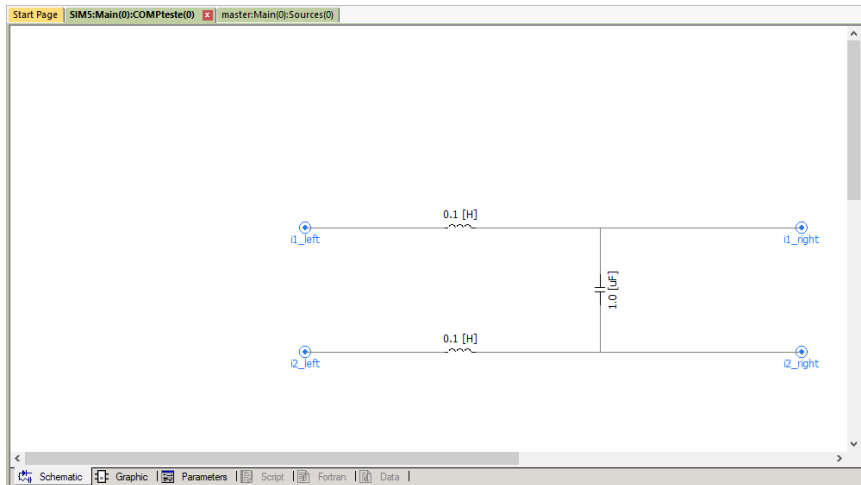 Start Page SIM5:Main(0):COMPteste(0) master:Main(0):Sources(0)
0.1 [H]
i1_left i1_right
1.0 [uF]
0.1 [H]
i2_left i2_right
Schematic Graphic Parameters Script Fortran Data